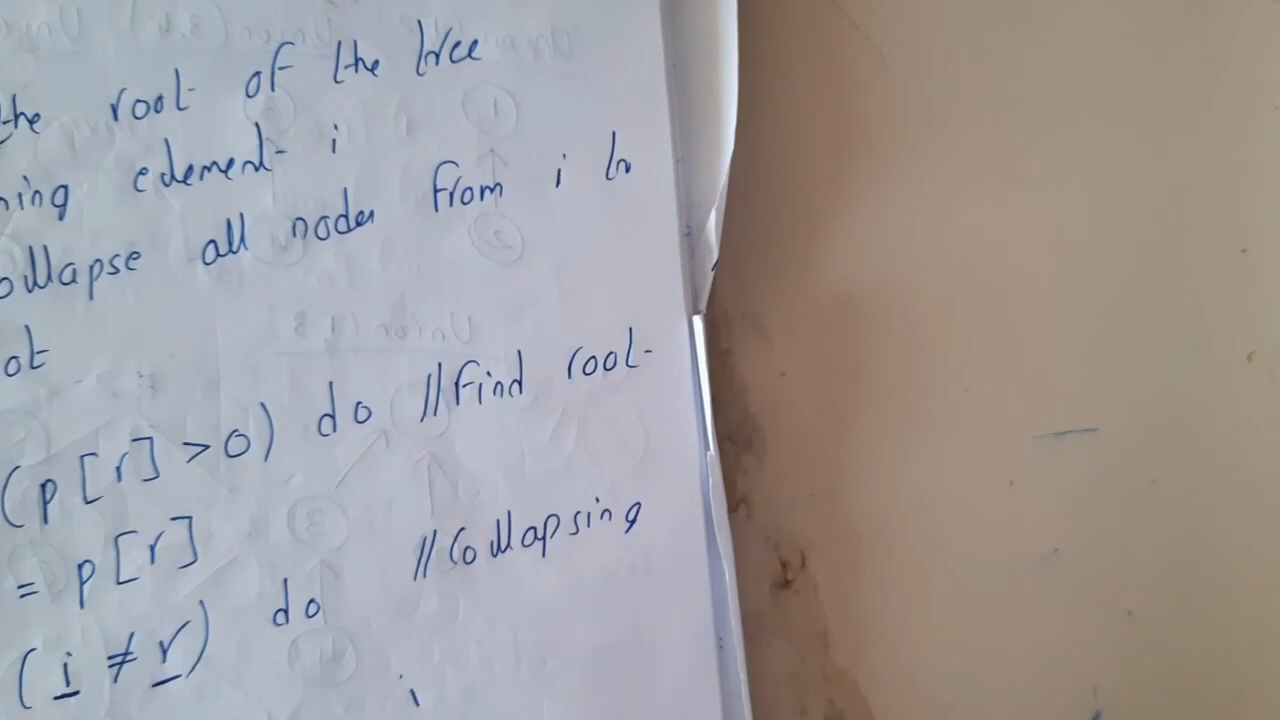 the root of the tree
ning element i
ollapse all nodes from i to
ot
(p[r]>0) do //Find root
= p[r]
(i ≠ r) do //Collapsing